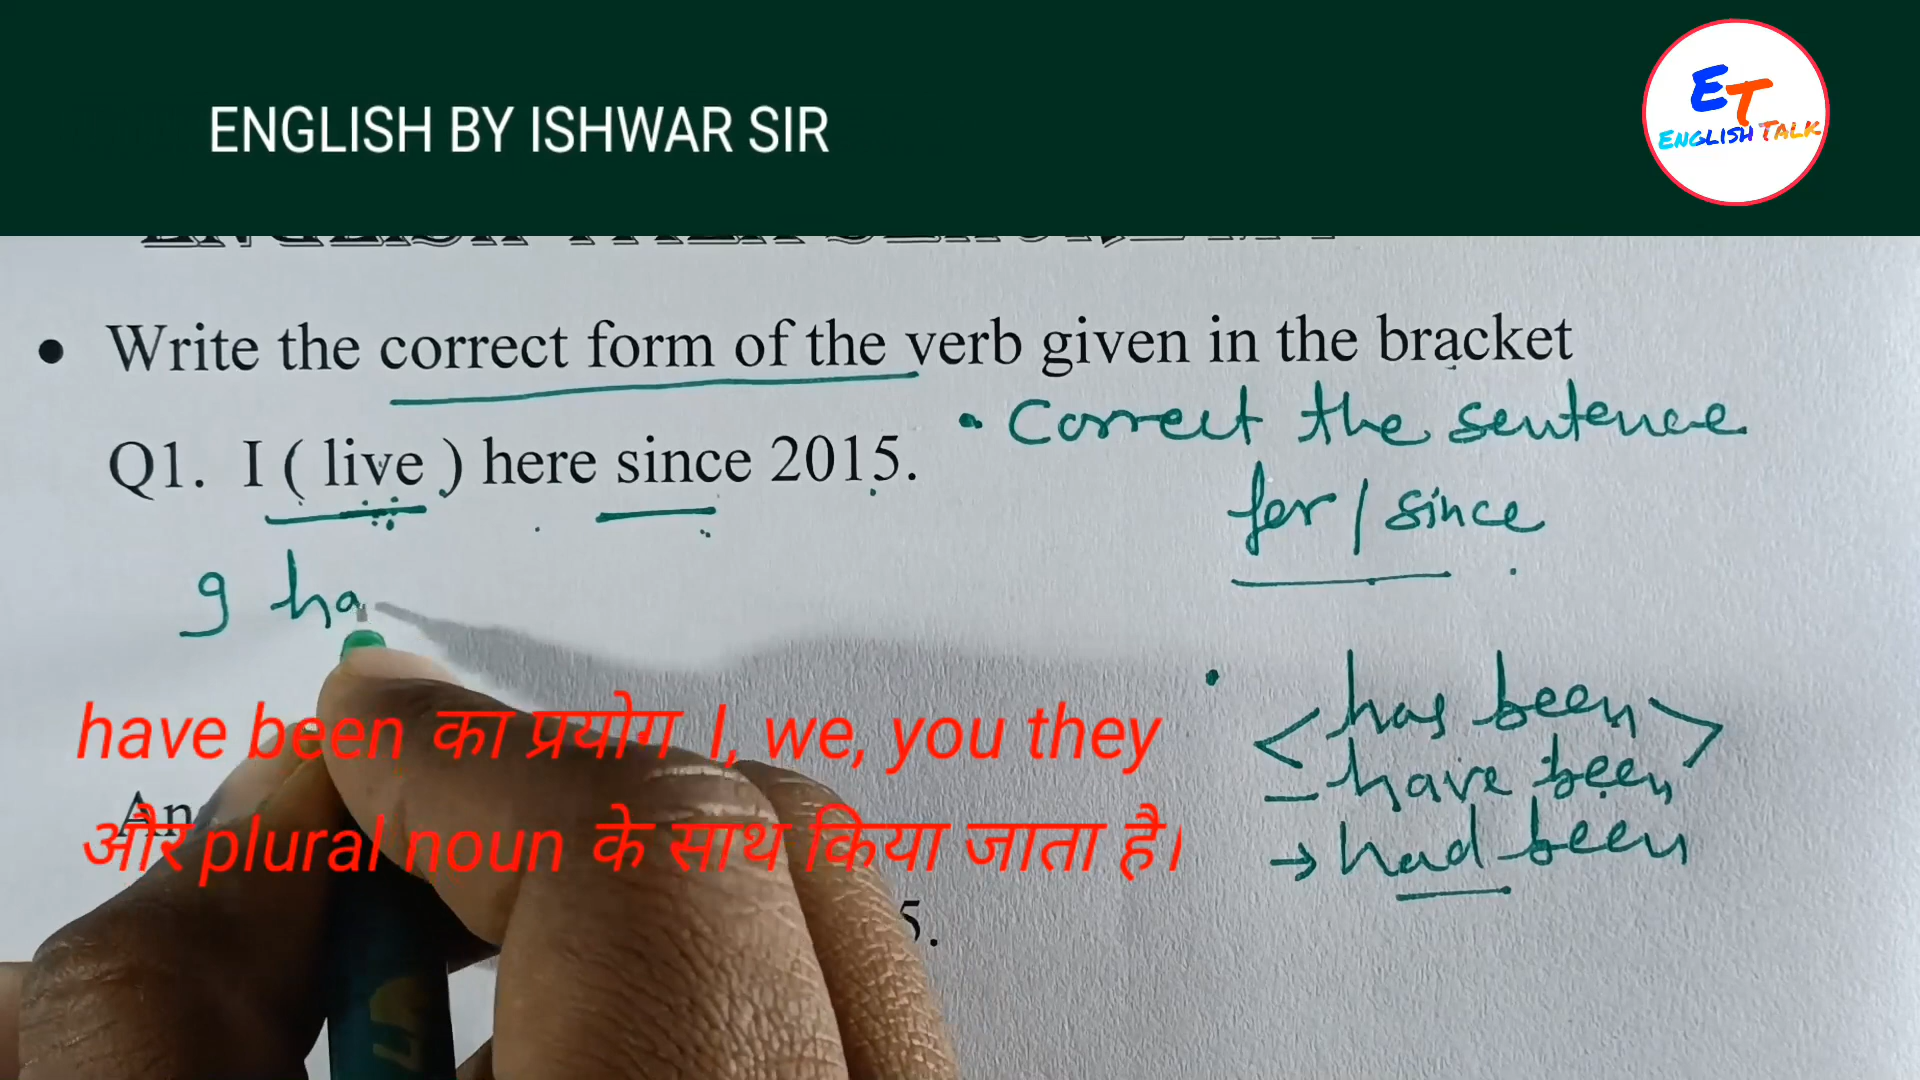 ENGLISH BY ISHWAR SIR
ET
ENGLISH TALK
Write the correct form of the verb given in the bracket
• Correct the sentence
Q1. I ( live ) here since 2015.
for / since
I ha
has been
have been
had been
have been का प्रयोग I, we, you they
और plural noun के साथ किया जाता है।
An
5.